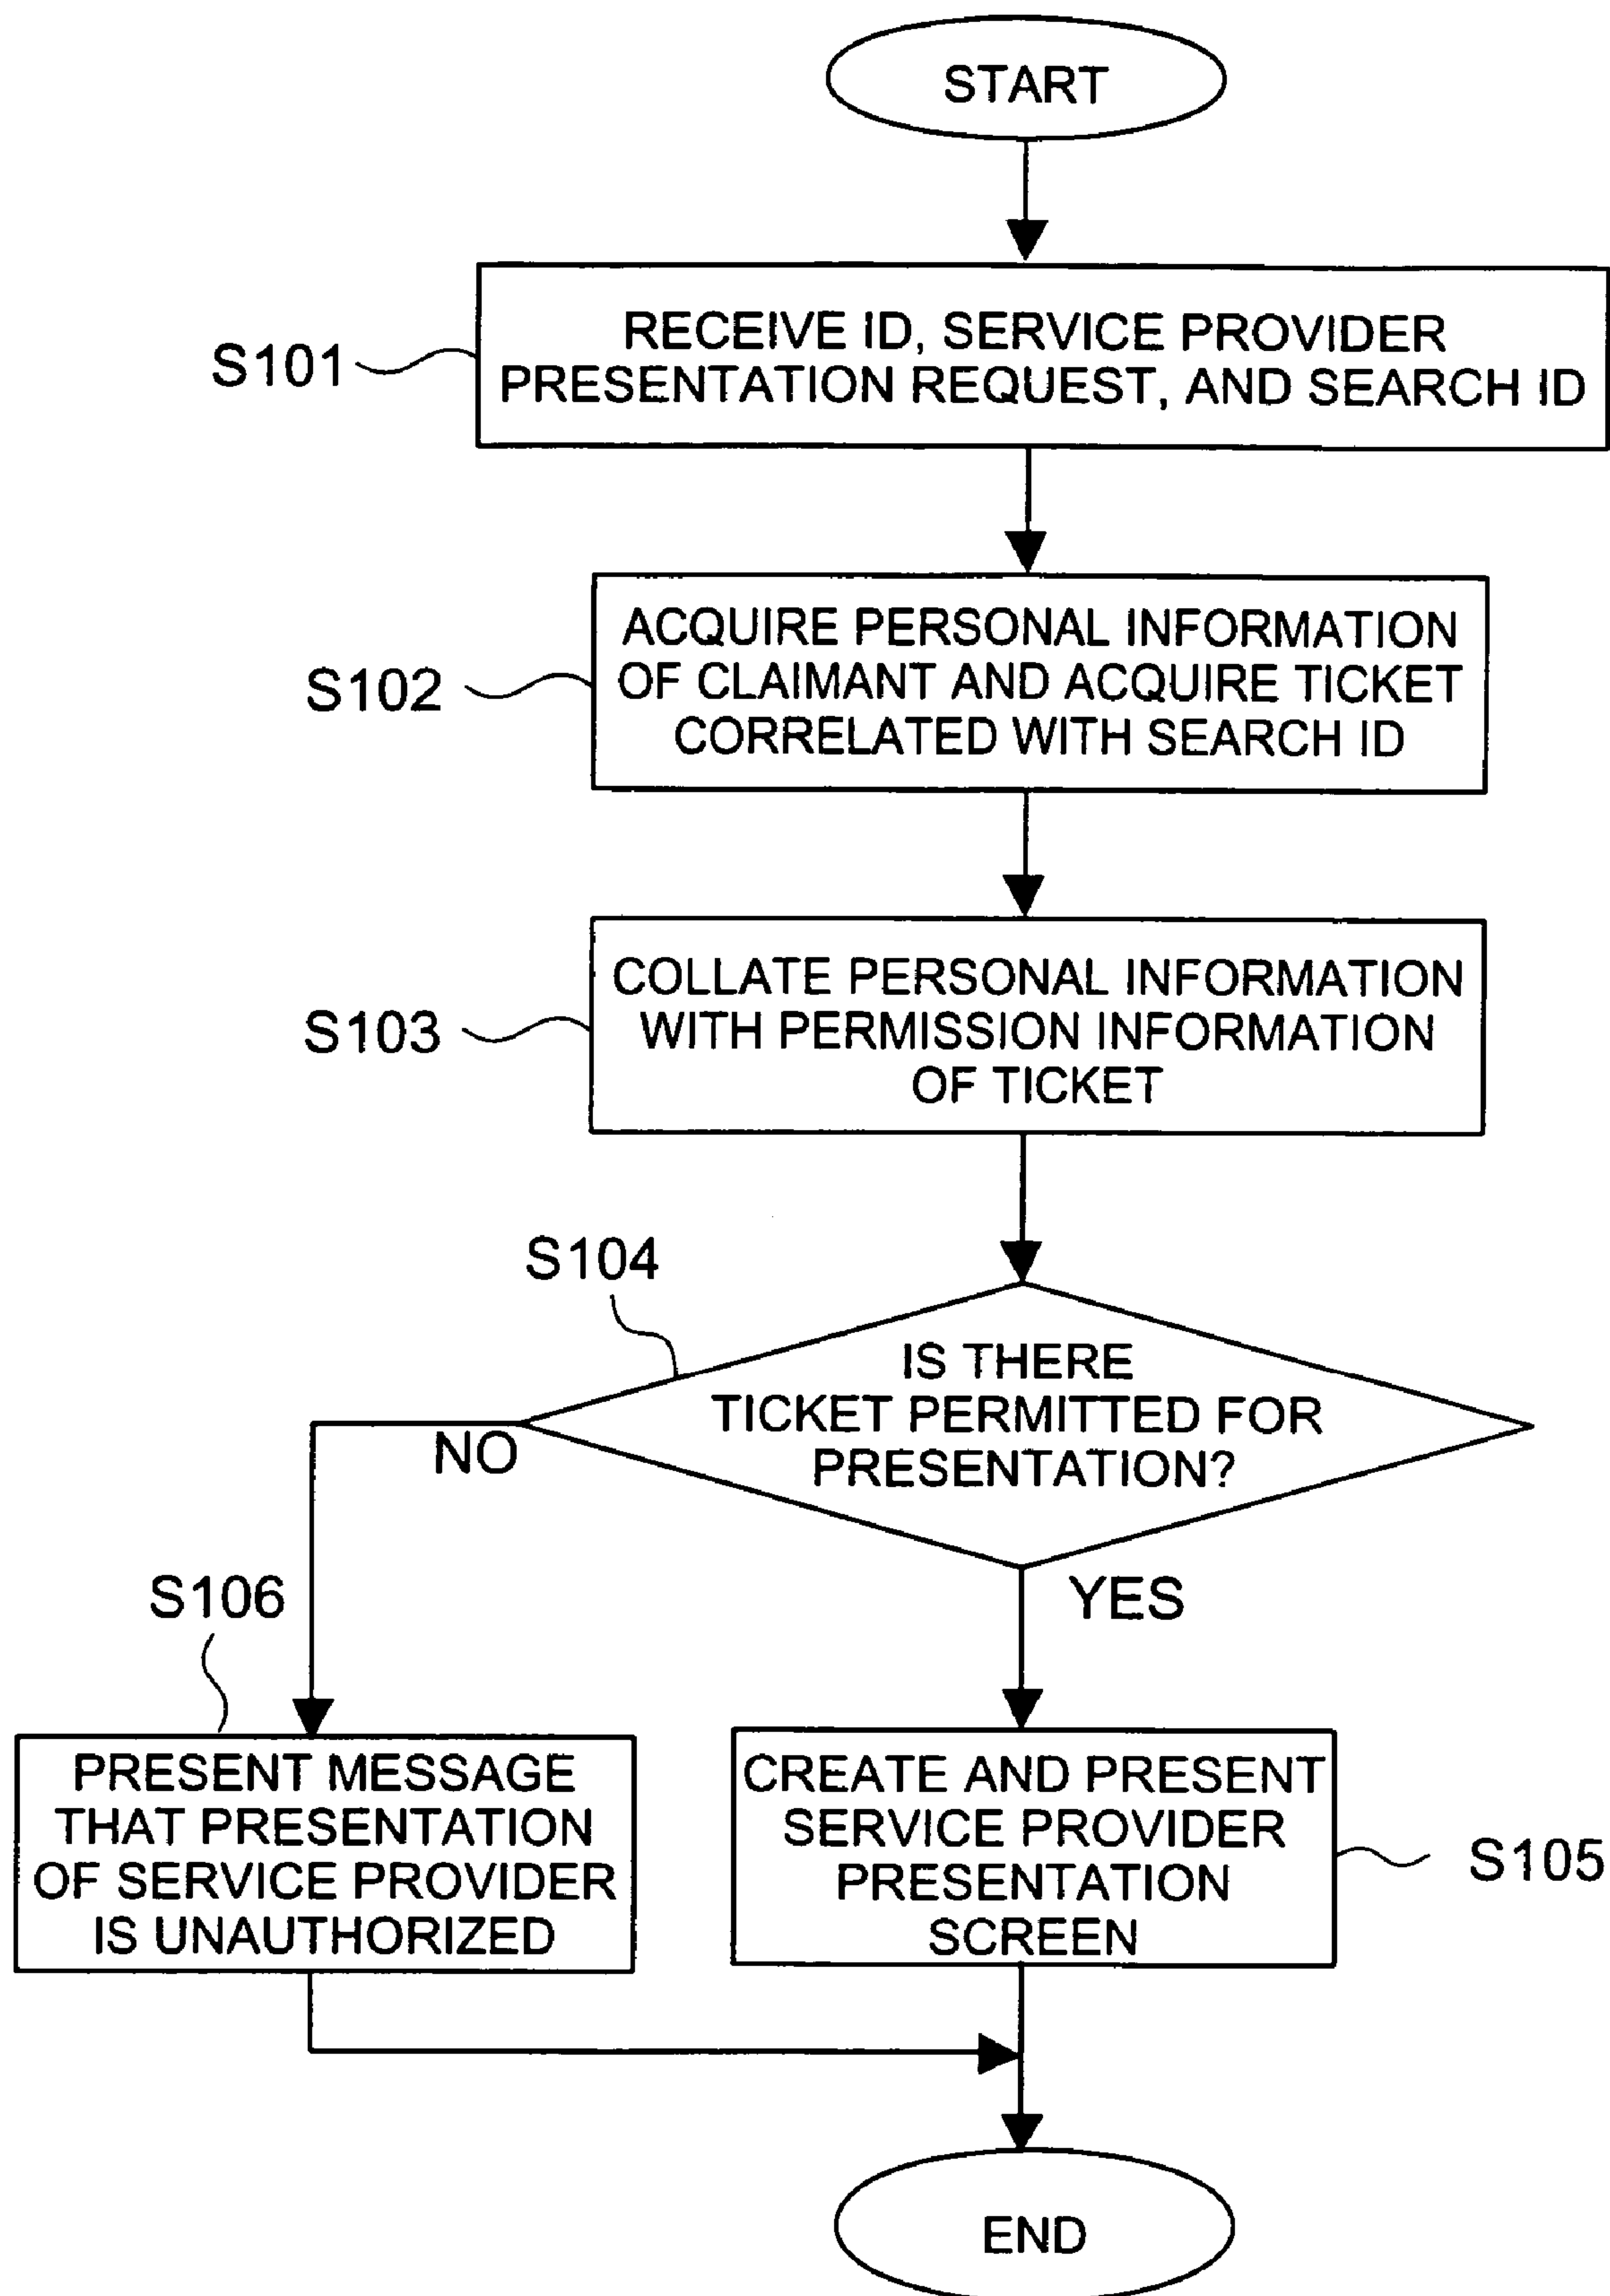 START
S101
RECEIVE ID, SERVICE PROVIDER
PRESENTATION REQUEST, AND SEARCH ID
S102
ACQUIRE PERSONAL INFORMATION
OF CLAIMANT AND ACQUIRE TICKET
CORRELATED WITH SEARCH ID
S103
COLLATE PERSONAL INFORMATION
WITH PERMISSION INFORMATION
OF TICKET
S104
IS THERE
TICKET PERMITTED FOR
PRESENTATION?
NO
YES
S106
PRESENT MESSAGE
THAT PRESENTATION
OF SERVICE PROVIDER
IS UNAUTHORIZED
CREATE AND PRESENT
SERVICE PROVIDER
PRESENTATION
SCREEN
S105
END